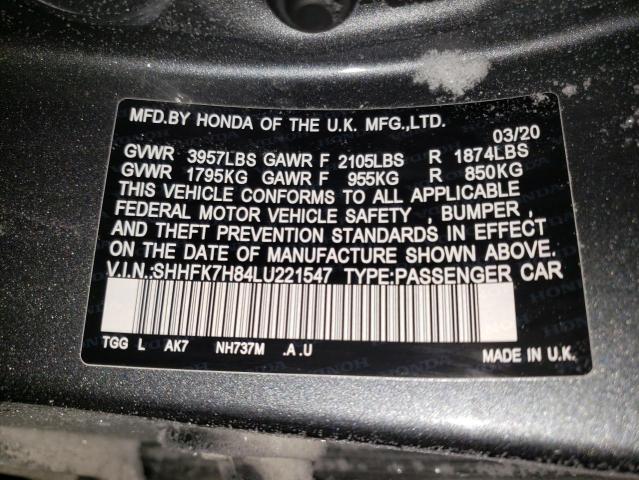 MFD.BY HONDA OF THE U.K. MFG.,LTD.
03/20
GVWR 3957LBS GAWR F 2105LBS R 1874LBS
GVWR 1795KG GAWR F 955KG R 850KG
THIS VEHICLE CONFORMS TO ALL APPLICABLE
FEDERAL MOTOR VEHICLE SAFETY , BUMPER ,
AND THEFT PREVENTION STANDARDS IN EFFECT
ON THE DATE OF MANUFACTURE SHOWN ABOVE.
V.I.N.:SHHFK7H84LU221547 TYPE:PASSENGER CAR
TGG L AK7 NH737M .A.U
MADE IN U.K.